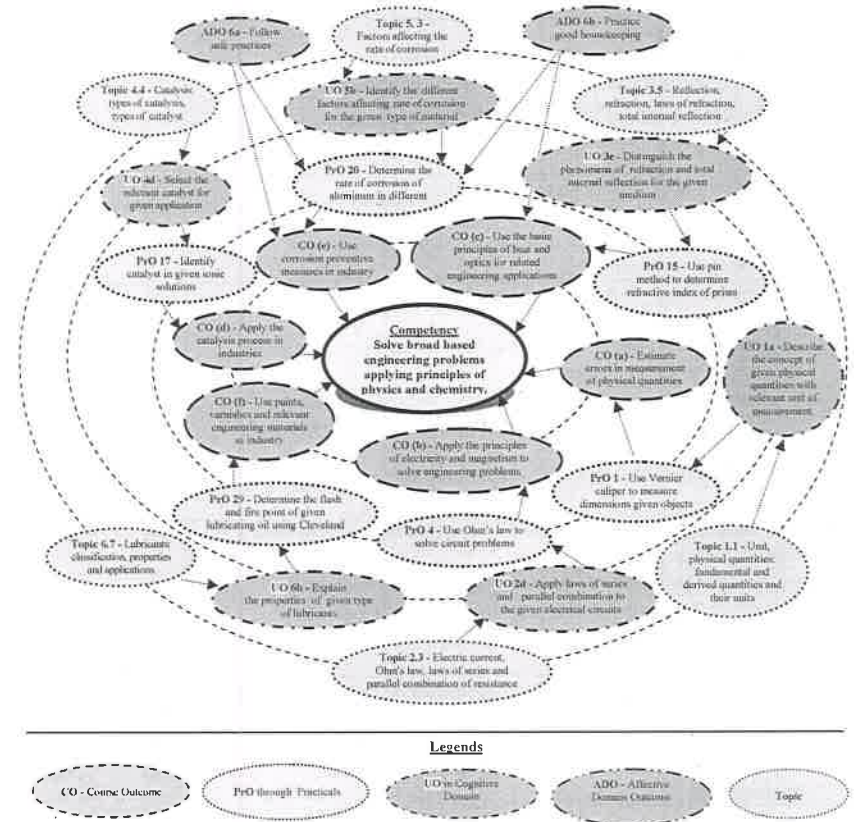 ADO 6a - Follow
safe practices
Topic 5, 3 -
Factors affecting the
rate of corrosion
ADO 6b - Practice
good housekeeping
Topic 4.4 - Catalysis
types of catalysis,
types of catalyst
UO 5b - Identify the different
factors affecting rate of corrosion
for the given type of material
Topic 3.5 - Reflection,
refraction, laws of refraction,
total internal reflection
UO 4d - Select the
relevant catalyst for
given application
PrO 20 - Determine the
rate of corrosion of
aluminum in different
UO 3e - Distinguish the
phenomena of refraction and total
internal reflection for the given
medium
PrO 17 - Identify
catalyst in given some
solutions
CO (e) - Use
corrosion preventive
measures in industry
CO (c) - Use the basic
principles of heat and
optics for related
engineering applications
PrO 15 - Use pin
method to determine
refractive index of prism
CO (d) - Apply the
catalysis process in
industries
Competency
Solve broad based
engineering problems
applying principles of
physics and chemistry.
CO (a) - Estimate
errors in measurement
of physical quantities
UO 1a - Describe
the concept of
given physical
quantities with
relevant unit of
measurement
CO (f) - Use paints,
varnishes and relevant
engineering materials
in industry
CO (b) - Apply the principles
of electricity and magnetism to
solve engineering problems
PrO 29 - Determine the flash
and fire point of given
lubricating oil using Cleveland
PrO 4 - Use Ohm's law to
solve circuit problems
PrO 1 - Use Vernier
caliper to measure
dimensions given objects
Topic 6.7 - Lubricants
classification, properties
and applications
UO 6h - Explain
the properties of given type
of lubricants
UO 2d - Apply laws of series
and parallel combination to
the given electrical circuits
Topic 1.1 - Unit,
physical quantities:
fundamental and
derived quantities and
their units
Topic 2.3 - Electric current,
Ohm's law, laws of series and
parallel combination of resistance
Legends
CO - Course Outcome
PrO through Practicals
UO in Cognitive
Domain
ADO - Affective
Domain Outcome
Topic